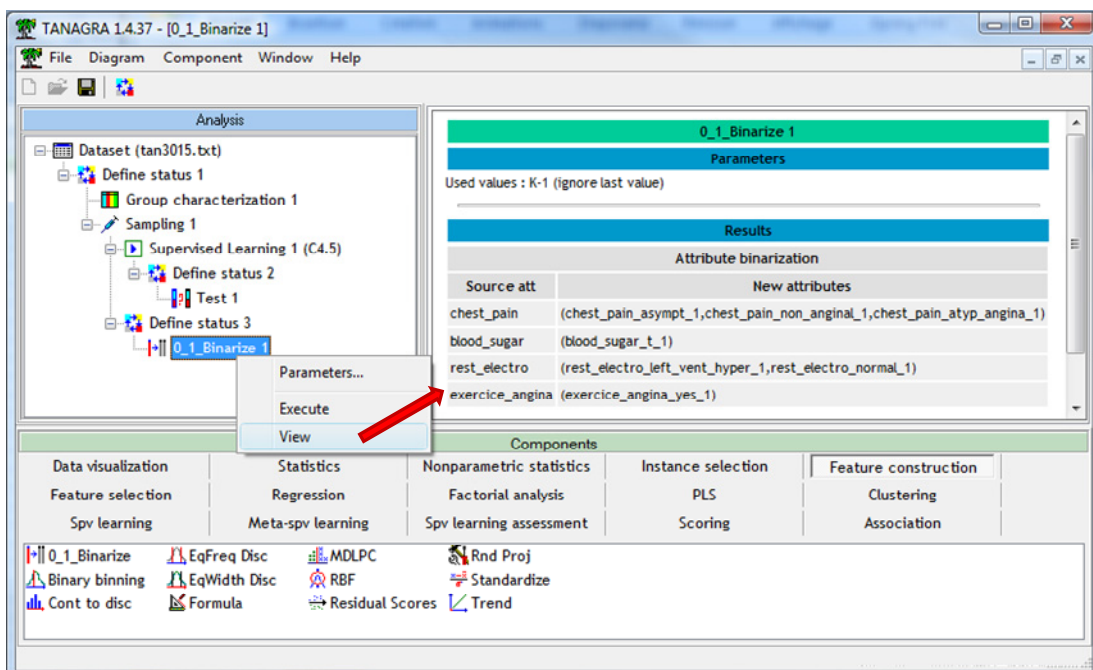 TANAGRA 1.4.37 - [0_1_Binarize 1]
File Diagram Component Window Help
Analysis
Dataset (tan3015.txt)
Define status 1
Group characterization 1
Sampling 1
Supervised Learning 1 (C4.5)
Define status 2
Test 1
Define status 3
0_1_Binarize 1
Parameters...
Execute
View
0_1_Binarize 1
Parameters
Used values : K-1 (ignore last value)
Results
Attribute binarization
Source att New attributes
chest_pain (chest_pain_asympt_1,chest_pain_non_anginal_1,chest_pain_atyp_angina_1)
blood_sugar (blood_sugar_t_1)
rest_electro (rest_electro_left_vent_hyper_1,rest_electro_normal_1)
exercice_angina (exercice_angina_yes_1)
Components
Data visualization Statistics Nonparametric statistics Instance selection Feature construction
Feature selection Regression Factorial analysis PLS Clustering
Spv learning Meta-spv learning Spv learning assessment Scoring Association
0_1_Binarize EqFreq Disc MDLPC Rnd Proj
Binary binning EqWidth Disc RBF Standardize
Cont to disc Formula Residual Scores Trend